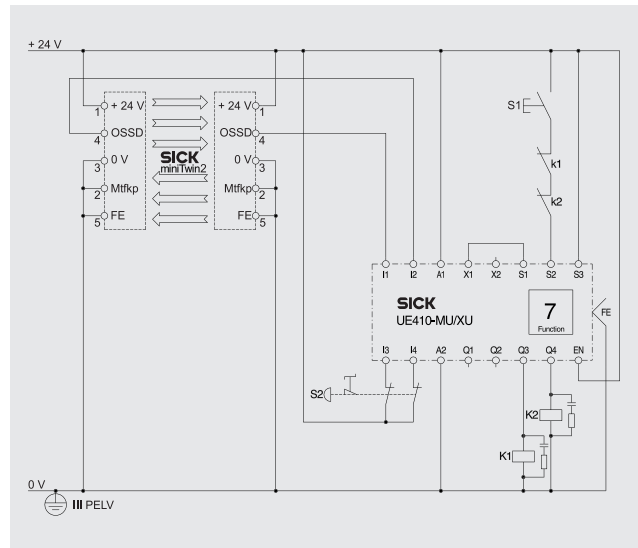 + 24 V
+ 24 V
1
OSSD
4
0 V
3
Mtfkp
2
FE
5
SICK
miniTwin2
+ 24 V
1
OSSD
4
0 V
3
Mtfkp
2
FE
5
S1
k1
k2
I1 I2 A1 X1 X2 S1 S2 S3
SICK
UE410-MU/XU
7
Function
FE
I3 I4 A2 Q1 Q2 Q3 Q4 EN
S2
K2
K1
0 V
III PELV